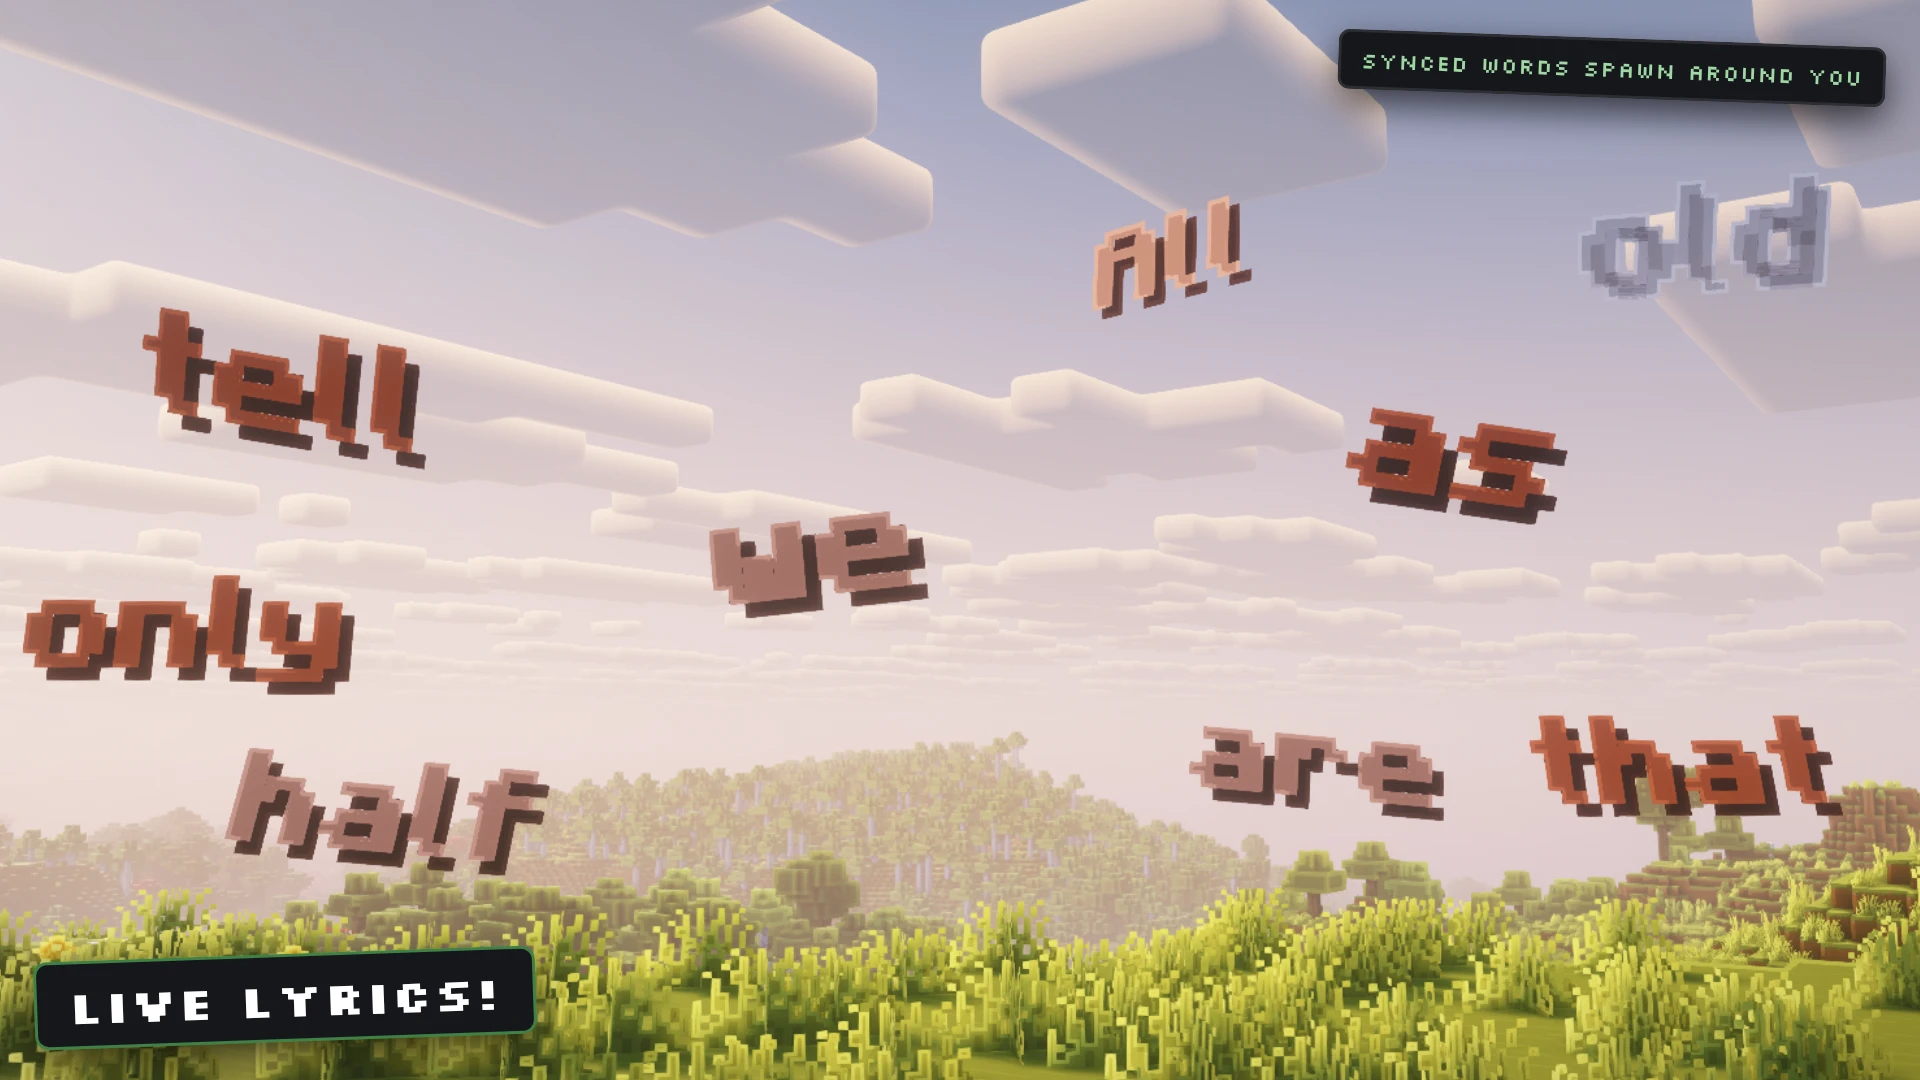 SYNCED WORDS SPAWN AROUND YOU
All
old
tell
as
we
only
are
that
half
LIVE LYRICS!